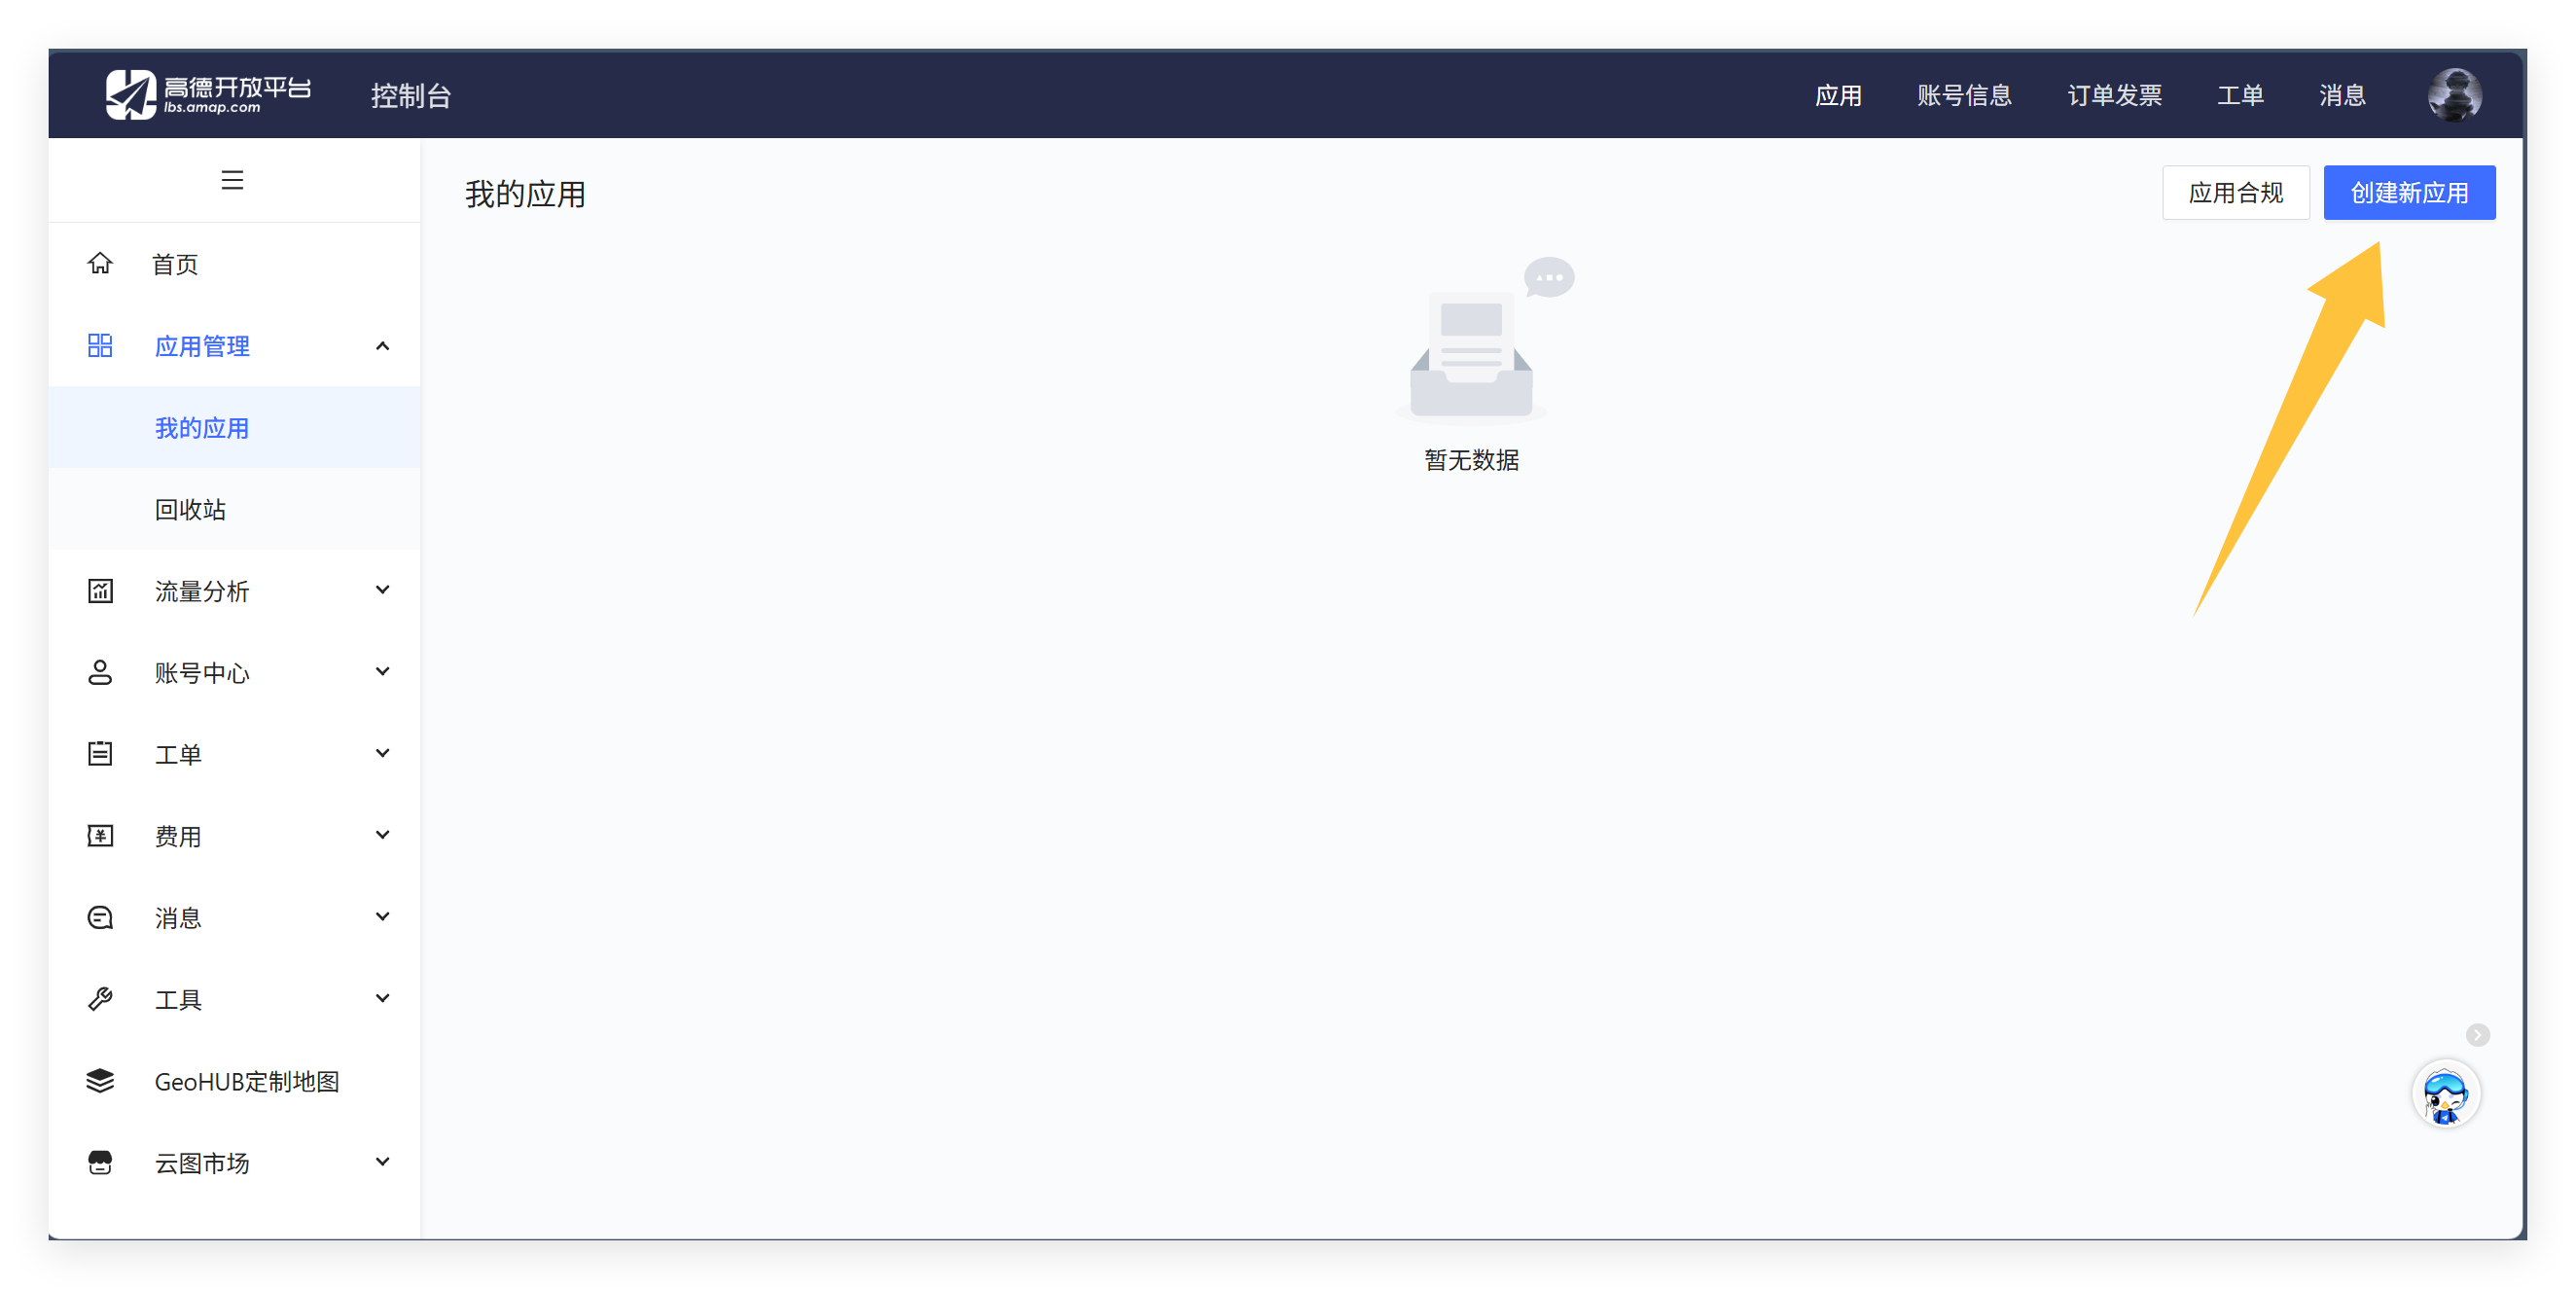 高德开放平台
lbs.amap.com
控制台
应用
账号信息
订单发票
工单
消息
我的应用
应用合规
创建新应用
首页
应用管理
我的应用
回收站
流量分析
账号中心
工单
费用
消息
工具
GeoHUB定制地图
云图市场
暂无数据